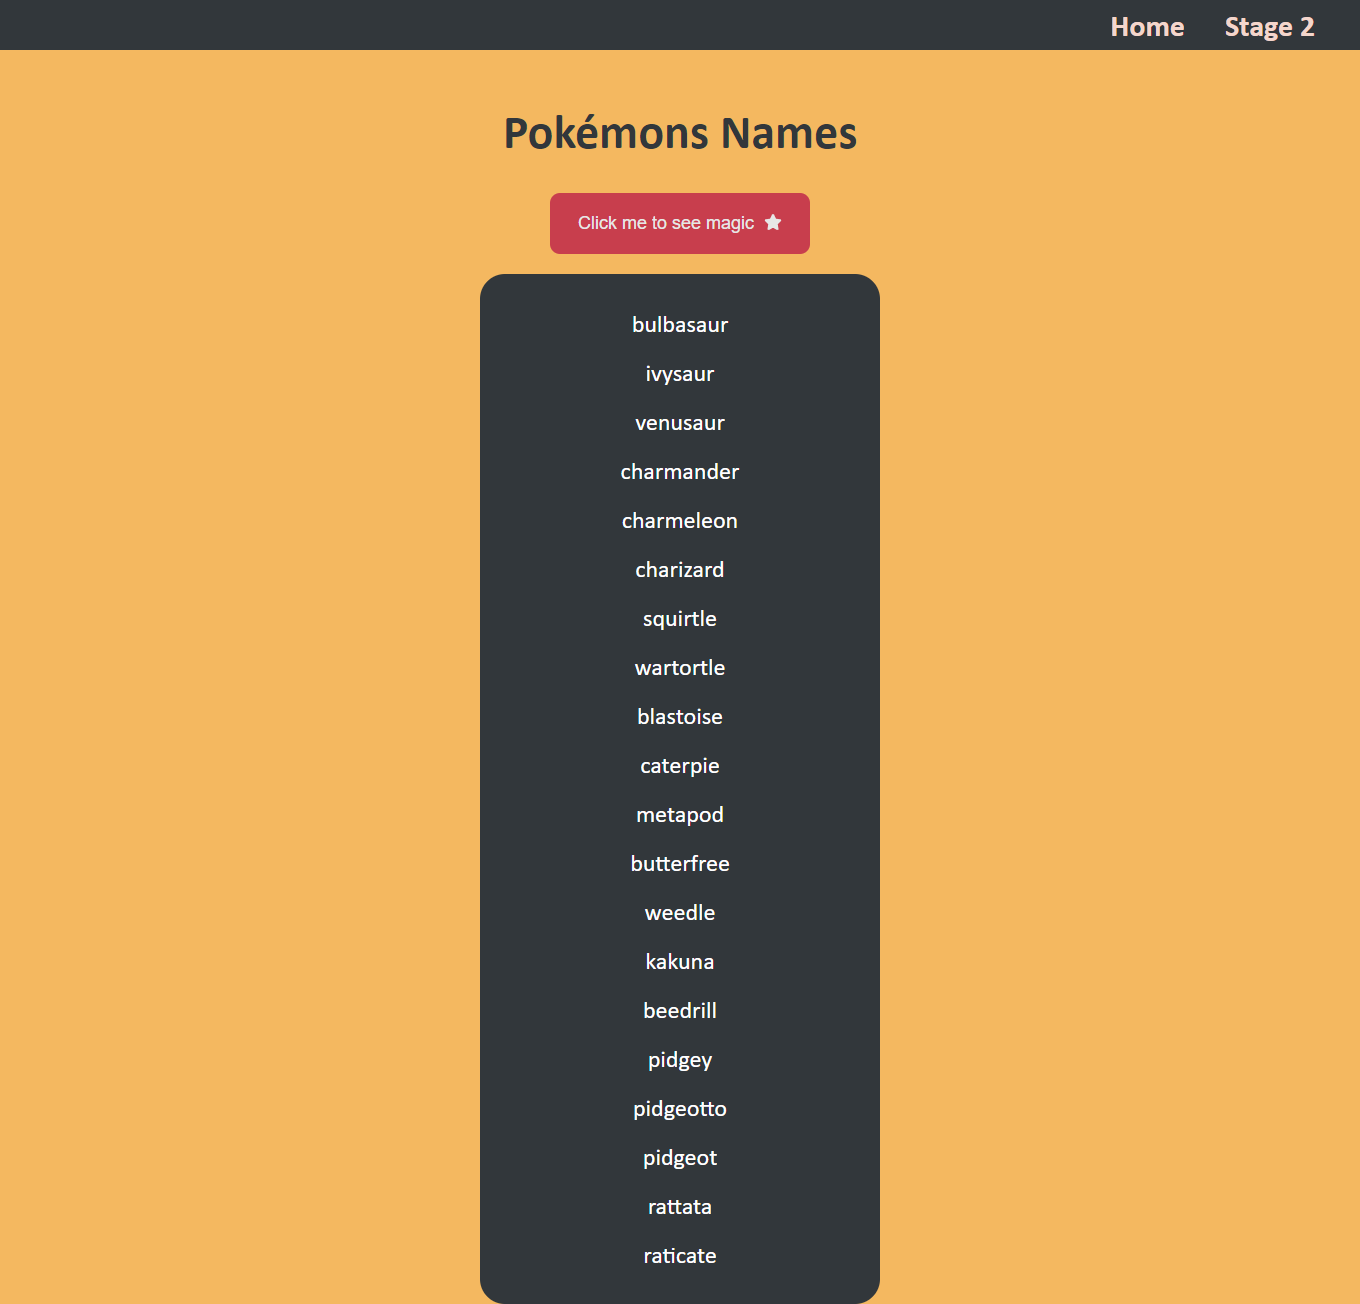 Home Stage 2
Pokémons Names
Click me to see magic
bulbasaur
ivysaur
venusaur
charmander
charmeleon
charizard
squirtle
wartortle
blastoise
caterpie
metapod
butterfree
weedle
kakuna
beedrill
pidgey
pidgeotto
pidgeot
rattata
raticate